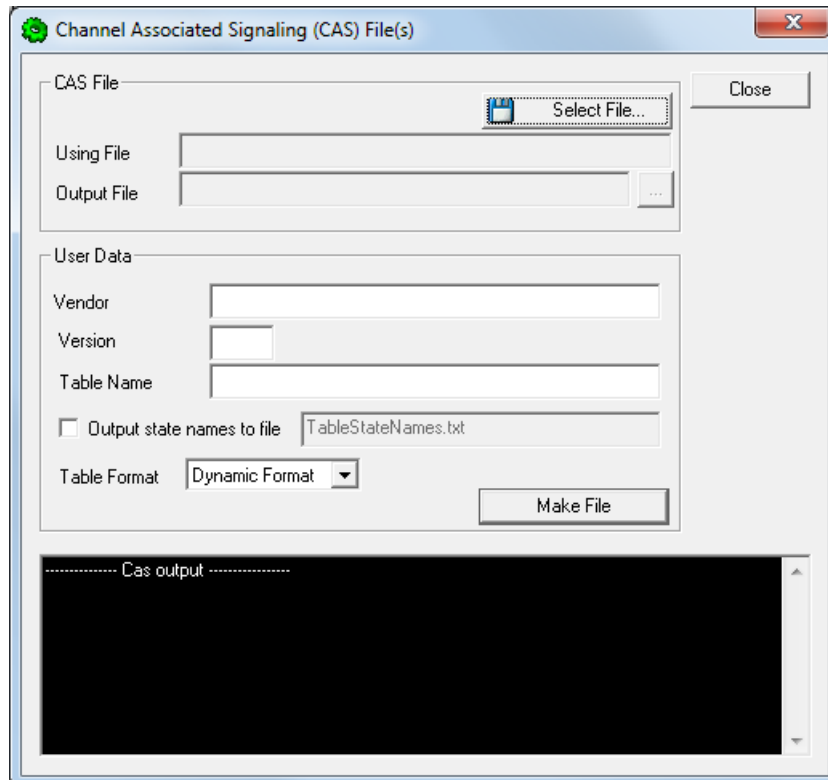 Channel Associated Signaling (CAS) File(s)
CAS File
Close
Select File...
Using File
Output File
...
User Data
Vendor
Version
Table Name
Output state names to file TableStateNames.txt
Table Format Dynamic Format
Make File
--------------- Cas output -----------------